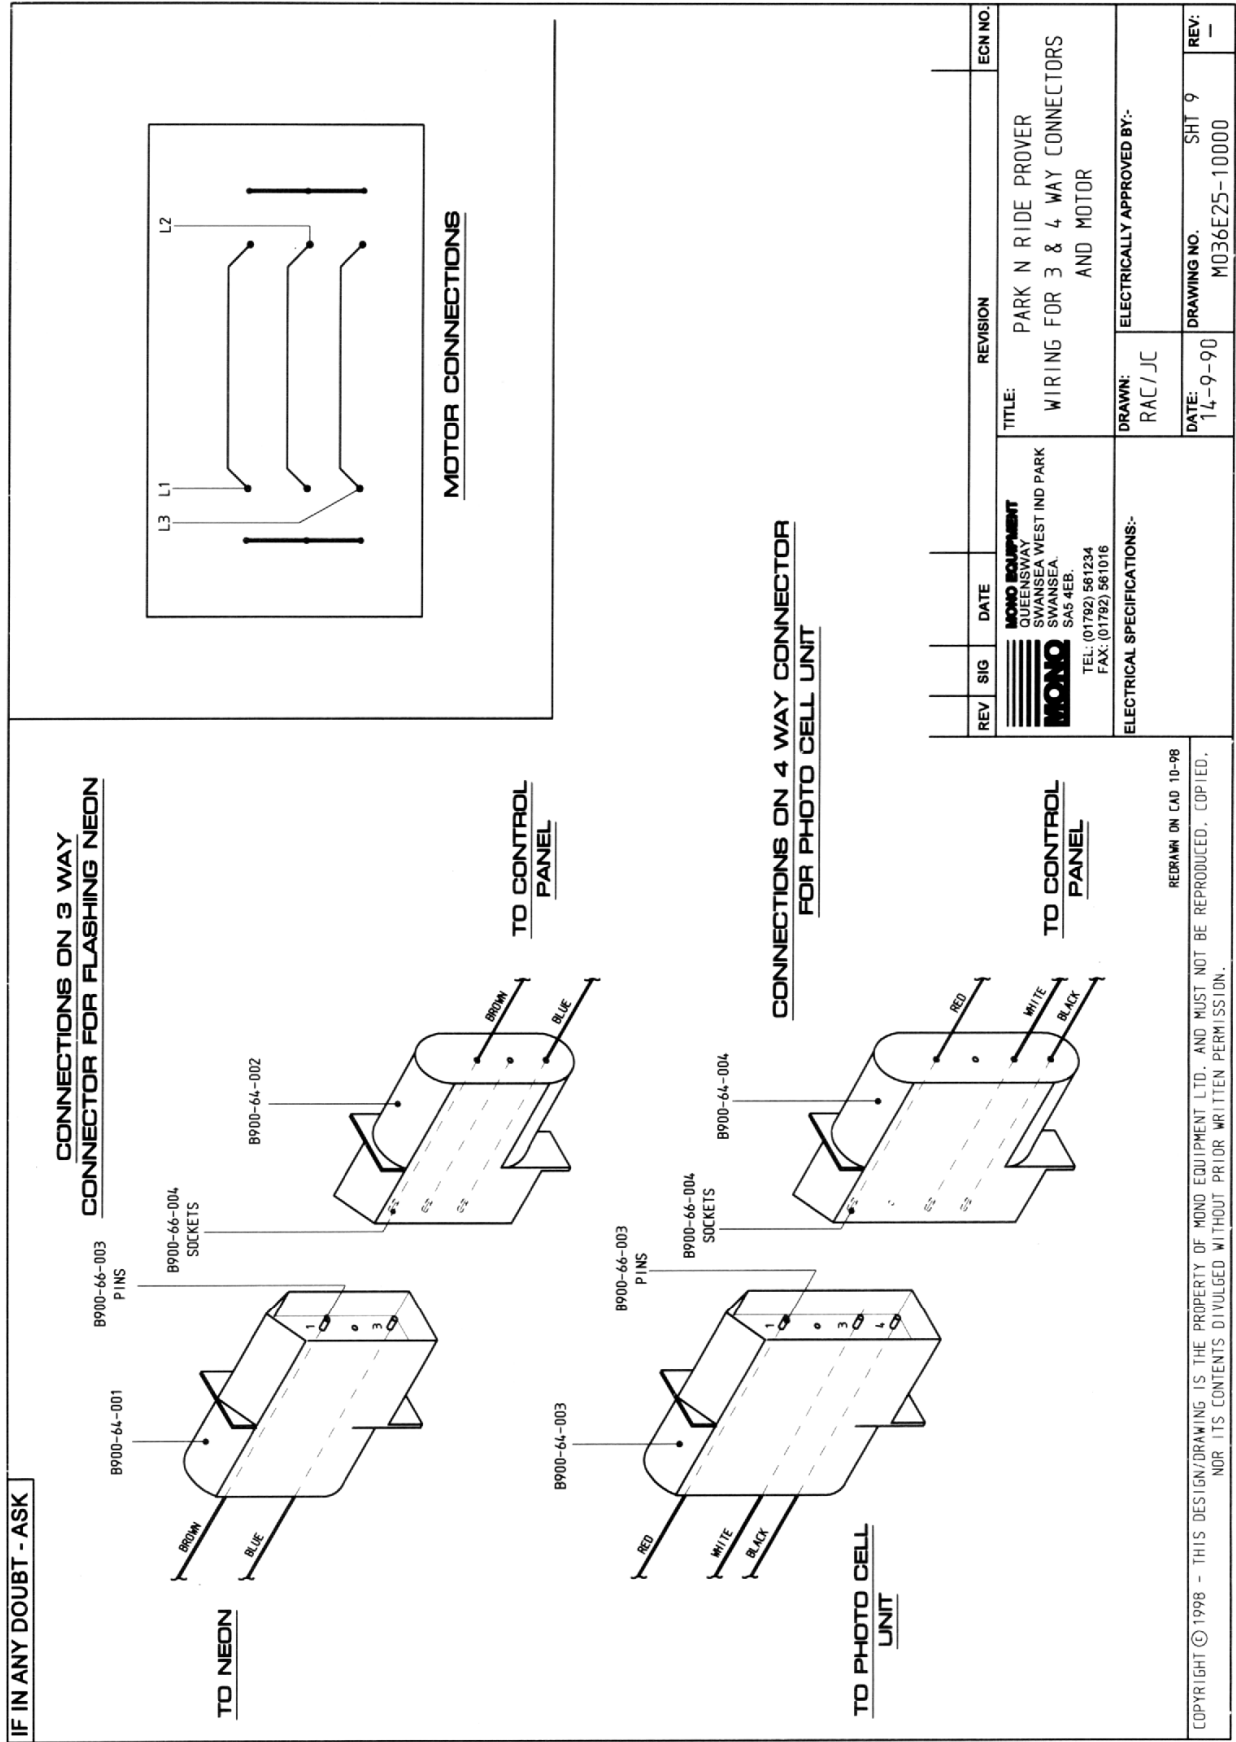 IF IN ANY DOUBT - ASK
CONNECTIONS ON 3 WAY
CONNECTOR FOR FLASHING NEON
B900-64-001
B900-66-003
PINS
B900-66-004
SOCKETS
B900-64-002
BROWN
BLUE
1
3
BROWN
BLUE
TO NEON
TO CONTROL
PANEL
L3
L1
L2
MOTOR CONNECTIONS
CONNECTIONS ON 4 WAY CONNECTOR
FOR PHOTO CELL UNIT
B900-64-003
B900-66-003
PINS
B900-66-004
SOCKETS
B900-64-004
RED
WHITE
BLACK
1
3
4
RED
WHITE
BLACK
TO PHOTO CELL
UNIT
TO CONTROL
PANEL
REDRAWN ON CAD 10-98
REV
SIG
DATE
REVISION
ECN NO.
MONO
MONO EQUIPMENT
QUEENSWAY
SWANSEA WEST IND PARK
SWANSEA.
SA5 4EB.
TEL: (01792) 561234
FAX: (01792) 561016
TITLE:
PARK N RIDE PROVER
WIRING FOR 3 & 4 WAY CONNECTORS
AND MOTOR
ELECTRICAL SPECIFICATIONS:-
DRAWN:
RAC/JC
ELECTRICALLY APPROVED BY:-
DATE:
14-9-90
DRAWING NO.
SHT 9
M036E25-10000
REV:
–
COPYRIGHT © 1998 - THIS DESIGN/DRAWING IS THE PROPERTY OF MONO EQUIPMENT LTD. AND MUST NOT BE REPRODUCED, COPIED,
NOR ITS CONTENTS DIVULGED WITHOUT PRIOR WRITTEN PERMISSION.